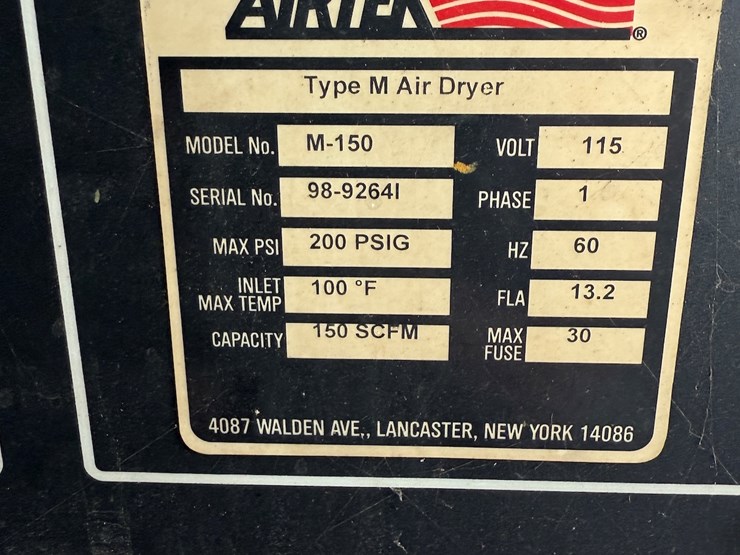 AIRTEK
®
Type M Air Dryer
MODEL No. M-150
VOLT 115
SERIAL No. 98-9264I
PHASE 1
MAX PSI 200 PSIG
HZ 60
INLET
MAX TEMP 100 °F
FLA 13.2
CAPACITY 150 SCFM
MAX
FUSE 30
4087 WALDEN AVE., LANCASTER, NEW YORK 14086